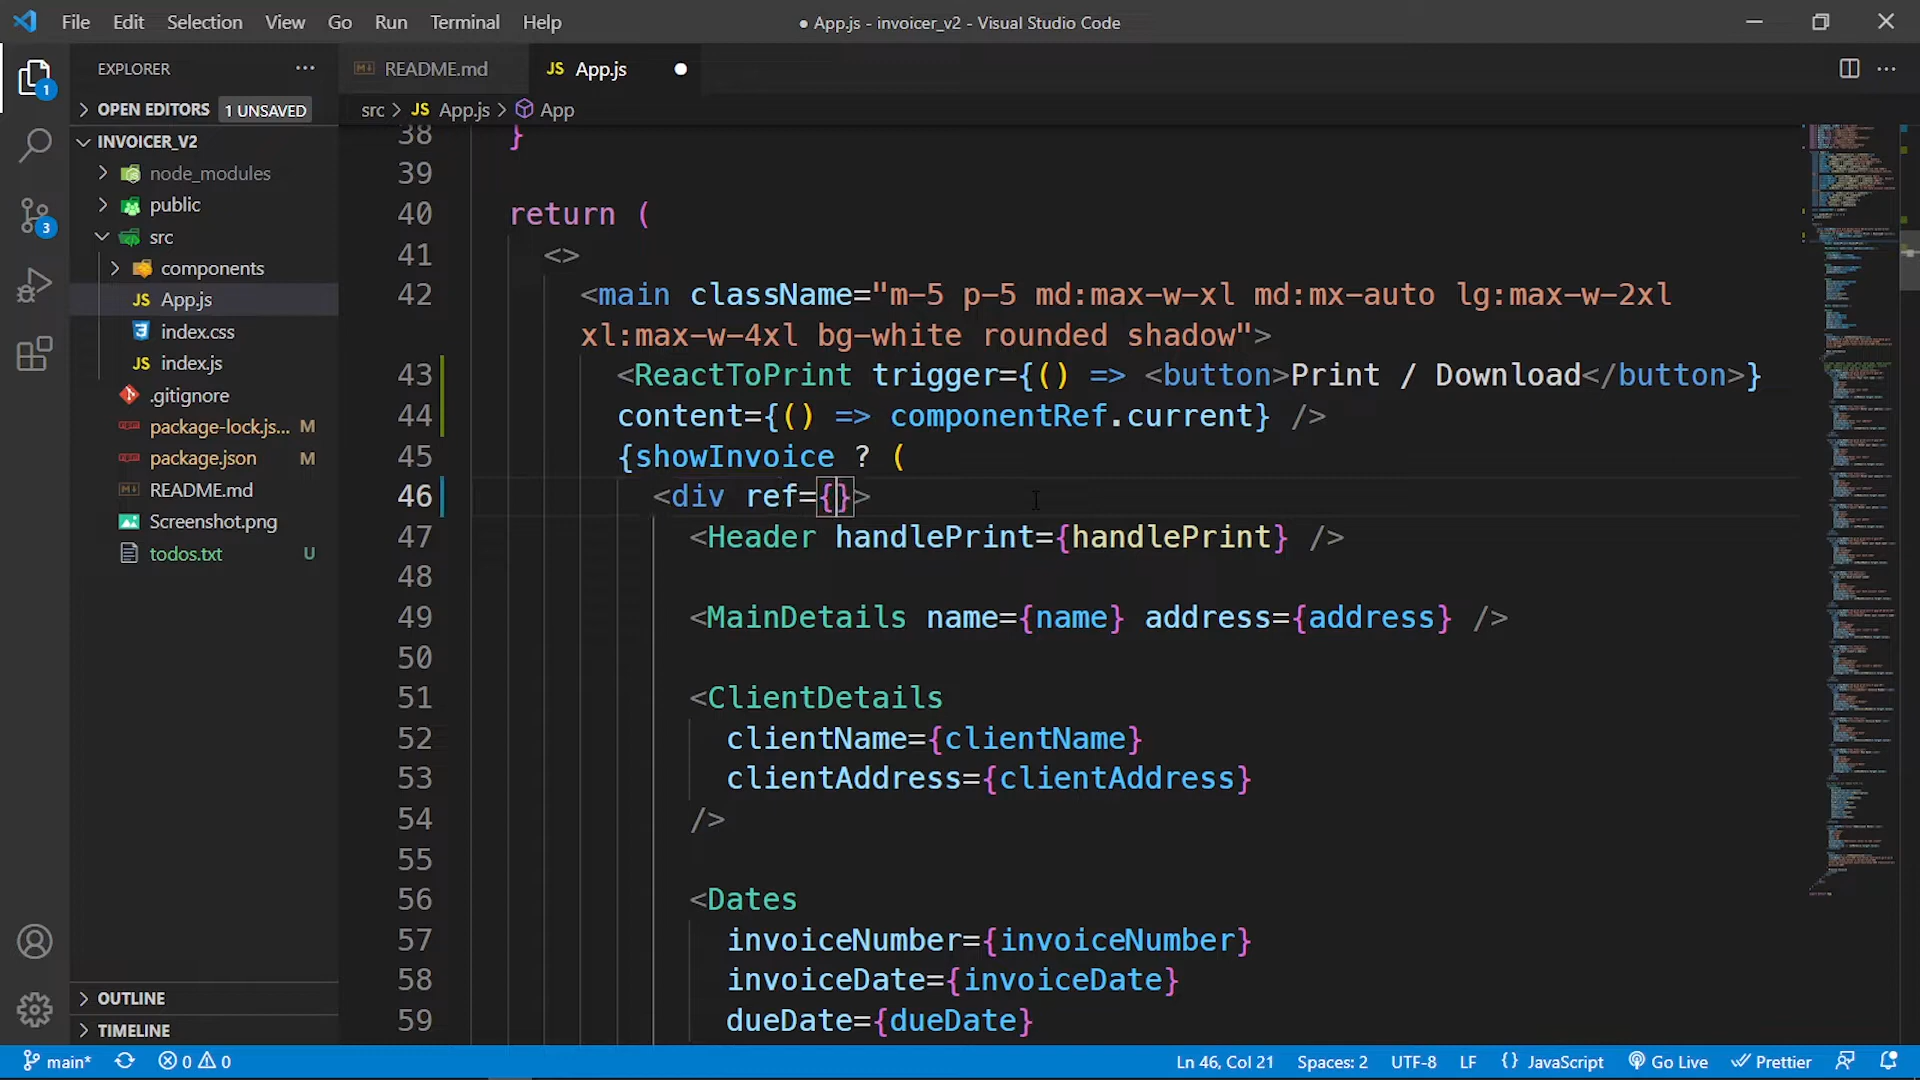 File Edit Selection View Go Run Terminal Help
● App.js - invoicer_v2 - Visual Studio Code
EXPLORER
README.md
JS App.js
OPEN EDITORS 1 UNSAVED
src > JS App.js > App
INVOICER_V2
node_modules
public
src
components
JS App.js
index.css
JS index.js
.gitignore
package-lock.js... M
package.json M
README.md
Screenshot.png
todos.txt U
OUTLINE
TIMELINE
1
3
38 }
39
40 return (
41 <>
42 <main className="m-5 p-5 md:max-w-xl md:mx-auto lg:max-w-2xl
xl:max-w-4xl bg-white rounded shadow">
43 <ReactToPrint trigger={() => <button>Print / Download</button>}
44 content={() => componentRef.current} />
45 {showInvoice ? (
46 <div ref={}>
47 <Header handlePrint={handlePrint} />
48
49 <MainDetails name={name} address={address} />
50
51 <ClientDetails
52 clientName={clientName}
53 clientAddress={clientAddress}
54 />
55
56 <Dates
57 invoiceNumber={invoiceNumber}
58 invoiceDate={invoiceDate}
59 dueDate={dueDate}
main* 0 0 Ln 46, Col 21 Spaces: 2 UTF-8 LF {} JavaScript Go Live Prettier